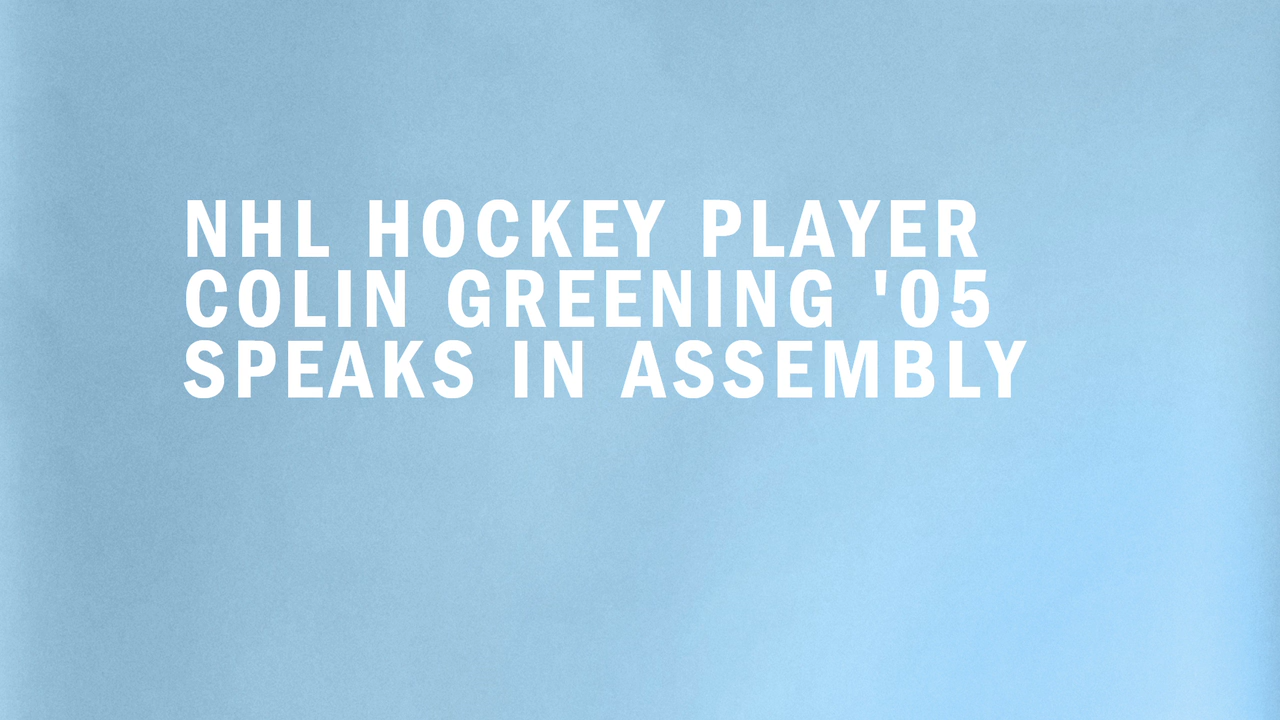 NHL HOCKEY PLAYER
COLIN GREENING '05
SPEAKS IN ASSEMBLY